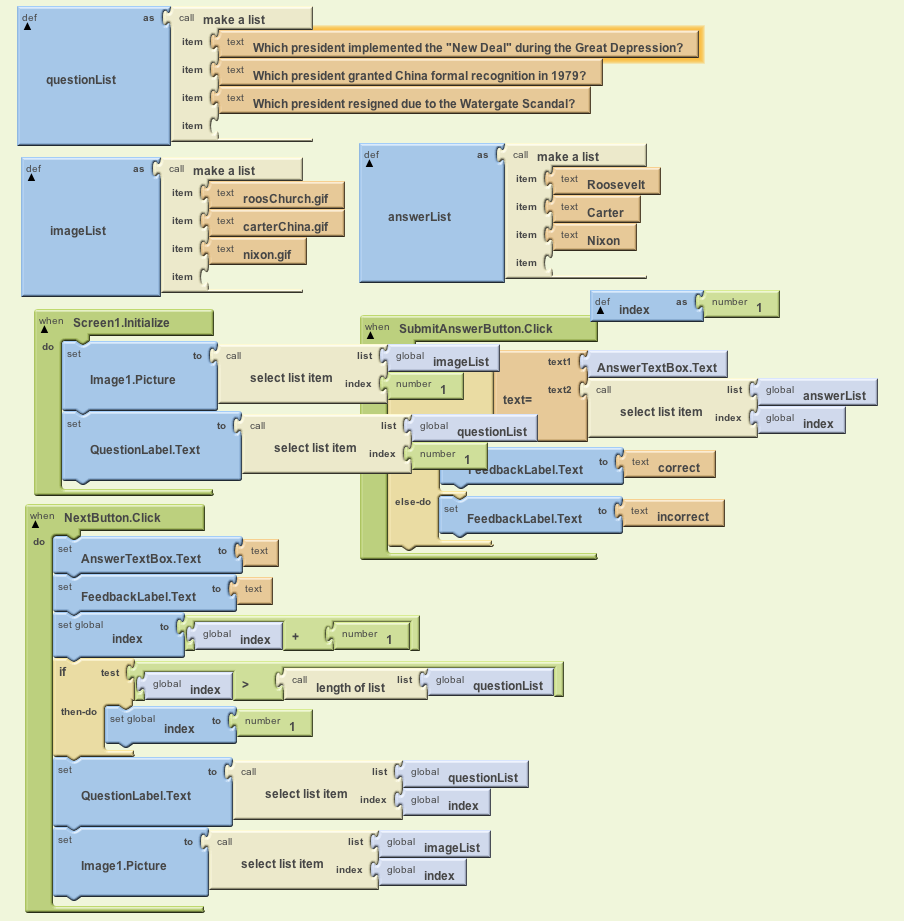 def
as
call make a list
questionList
item text Which president implemented the "New Deal" during the Great Depression?
item text Which president granted China formal recognition in 1979?
item text Which president resigned due to the Watergate Scandal?
item
def
as
call make a list
imageList
item text roosChurch.gif
item text carterChina.gif
item text nixon.gif
item
def
as
call make a list
answerList
item text Roosevelt
item text Carter
item text Nixon
item
def index as number 1
when Screen1.Initialize
do
set Image1.Picture to call select list item
list global imageList
index number 1
set QuestionLabel.Text to call select list item
list global questionList
index number 1
when SubmitAnswerButton.Click
text=
text1 AnswerTextBox.Text
text2 call select list item
list global answerList
index global index
FeedbackLabel.Text to text correct
else-do
set FeedbackLabel.Text to text incorrect
when NextButton.Click
do
set AnswerTextBox.Text to text
set FeedbackLabel.Text to text
set global index to global index + number 1
if
test global index > call length of list list global questionList
then-do set global index to number 1
set QuestionLabel.Text to call select list item
list global questionList
index global index
set Image1.Picture to call select list item
list global imageList
index global index